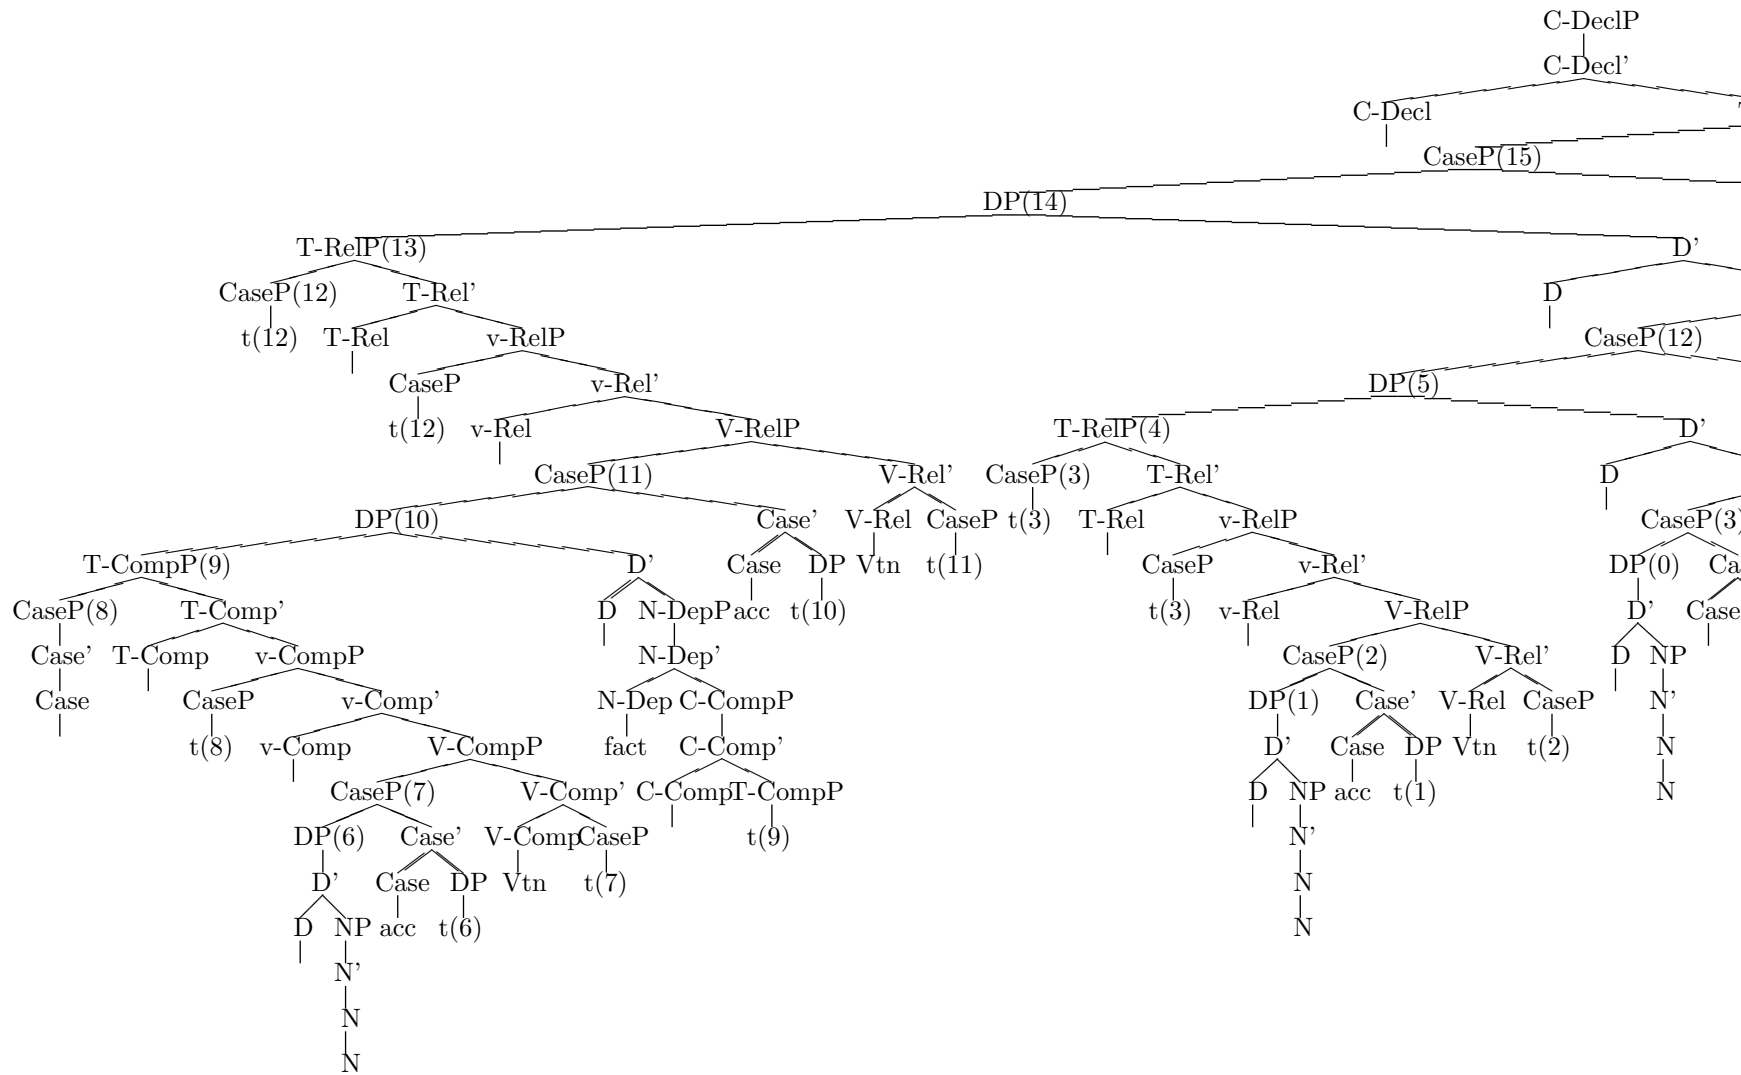 C-DeclP
C-Decl'
C-Decl
CaseP(15)
DP(14)
T-RelP(13) D'
CaseP(12) T-Rel' D
t(12) T-Rel v-RelP CaseP(12)
CaseP v-Rel' DP(5)
t(12) v-Rel V-RelP T-RelP(4) D'
CaseP(11) V-Rel' CaseP(3) T-Rel' D
DP(10) Case' V-Rel CaseP t(3) T-Rel v-RelP CaseP(3)
T-CompP(9) D' Case DP Vtn t(11) CaseP v-Rel' DP(0) Ca
CaseP(8) T-Comp' D N-DepP acc t(10) t(3) v-Rel V-RelP D' Case
Case' T-Comp v-CompP N-Dep' CaseP(2) V-Rel' D NP
Case CaseP v-Comp' N-Dep C-CompP DP(1) Case' V-Rel CaseP N'
t(8) v-Comp V-CompP fact C-Comp' D' Case DP Vtn t(2) N
CaseP(7) V-Comp' C-Comp T-CompP D NP acc t(1) N
DP(6) Case' V-Comp CaseP t(9) N'
D' Case DP Vtn t(7) N
D NP acc t(6) N
N'
N
N